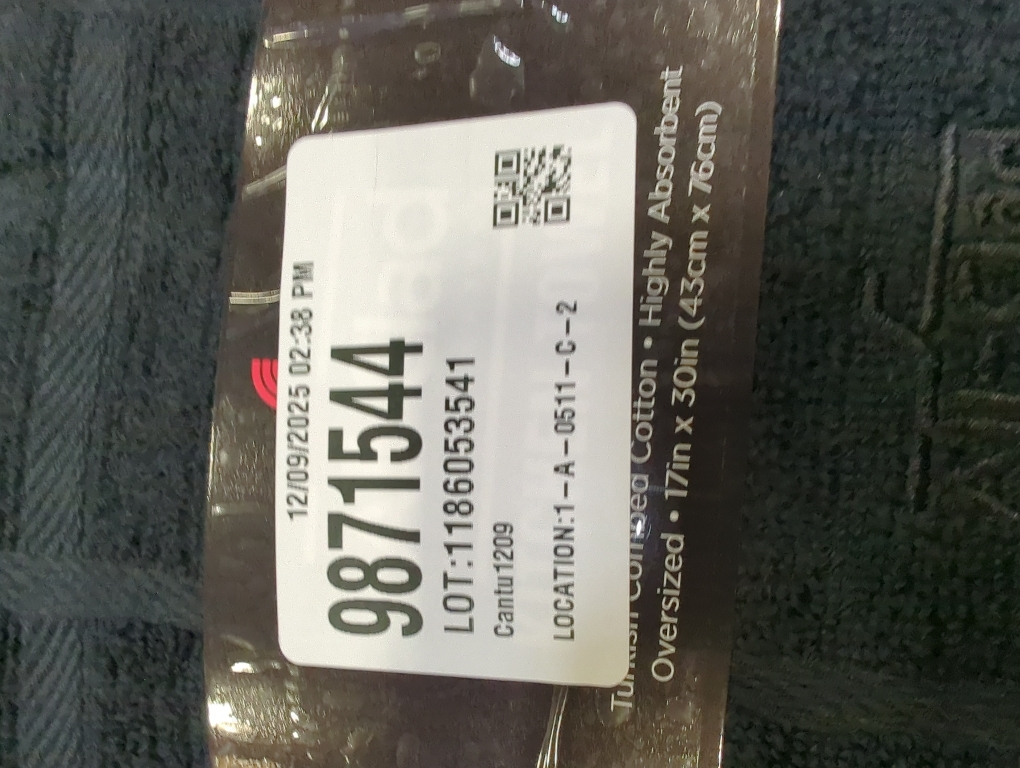 12/09/2025 02:38 PM
9871544
LOT:1186053541
Cantu1209
LOCATION:1-A-0511-C-2
Turkish Combed Cotton • Highly Absorbent
Oversized • 17in x 30in (43cm x 76cm)